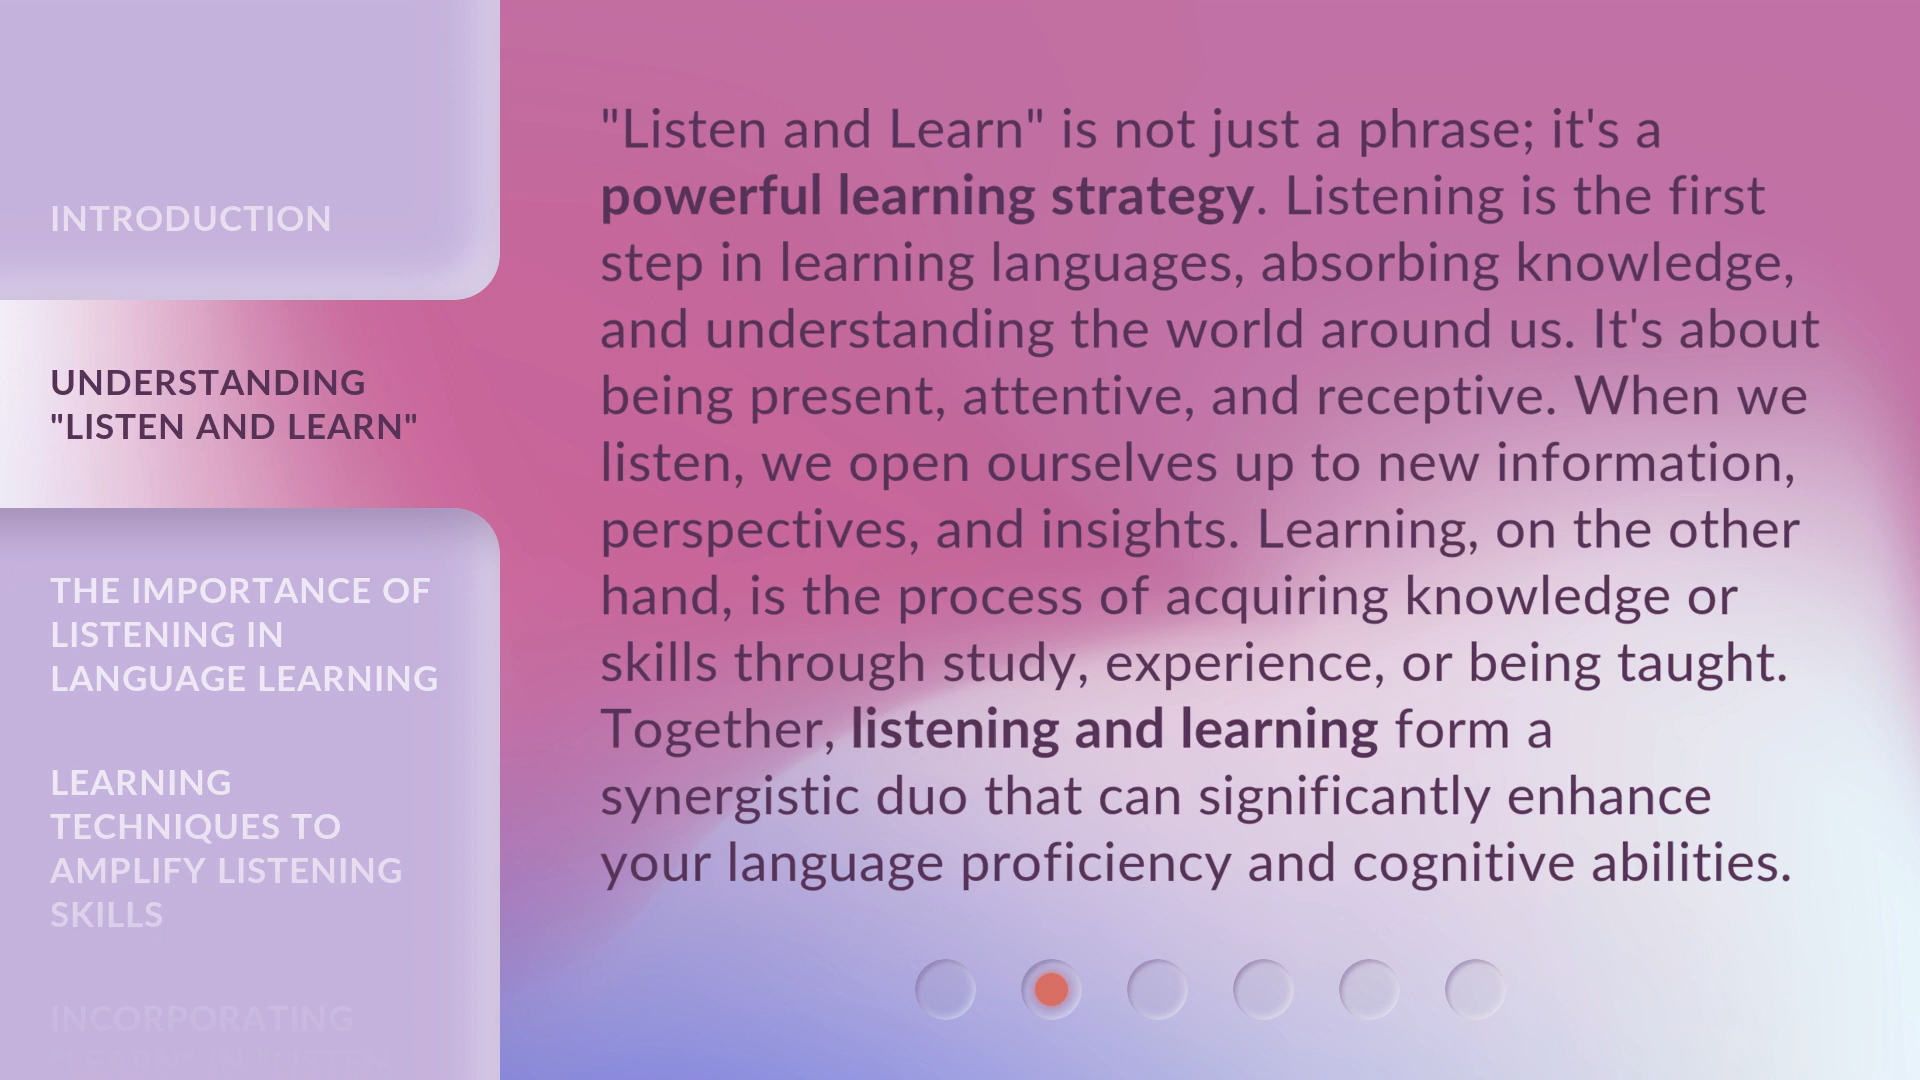 INTRODUCTION
UNDERSTANDING
"LISTEN AND LEARN"
THE IMPORTANCE OF
LISTENING IN
LANGUAGE LEARNING
LEARNING
TECHNIQUES TO
AMPLIFY LISTENING
SKILLS
INCORPORATING
"LEARN" IN "LISTEN
"Listen and Learn" is not just a phrase; it's a
powerful learning strategy. Listening is the first
step in learning languages, absorbing knowledge,
and understanding the world around us. It's about
being present, attentive, and receptive. When we
listen, we open ourselves up to new information,
perspectives, and insights. Learning, on the other
hand, is the process of acquiring knowledge or
skills through study, experience, or being taught.
Together, listening and learning form a
synergistic duo that can significantly enhance
your language proficiency and cognitive abilities.